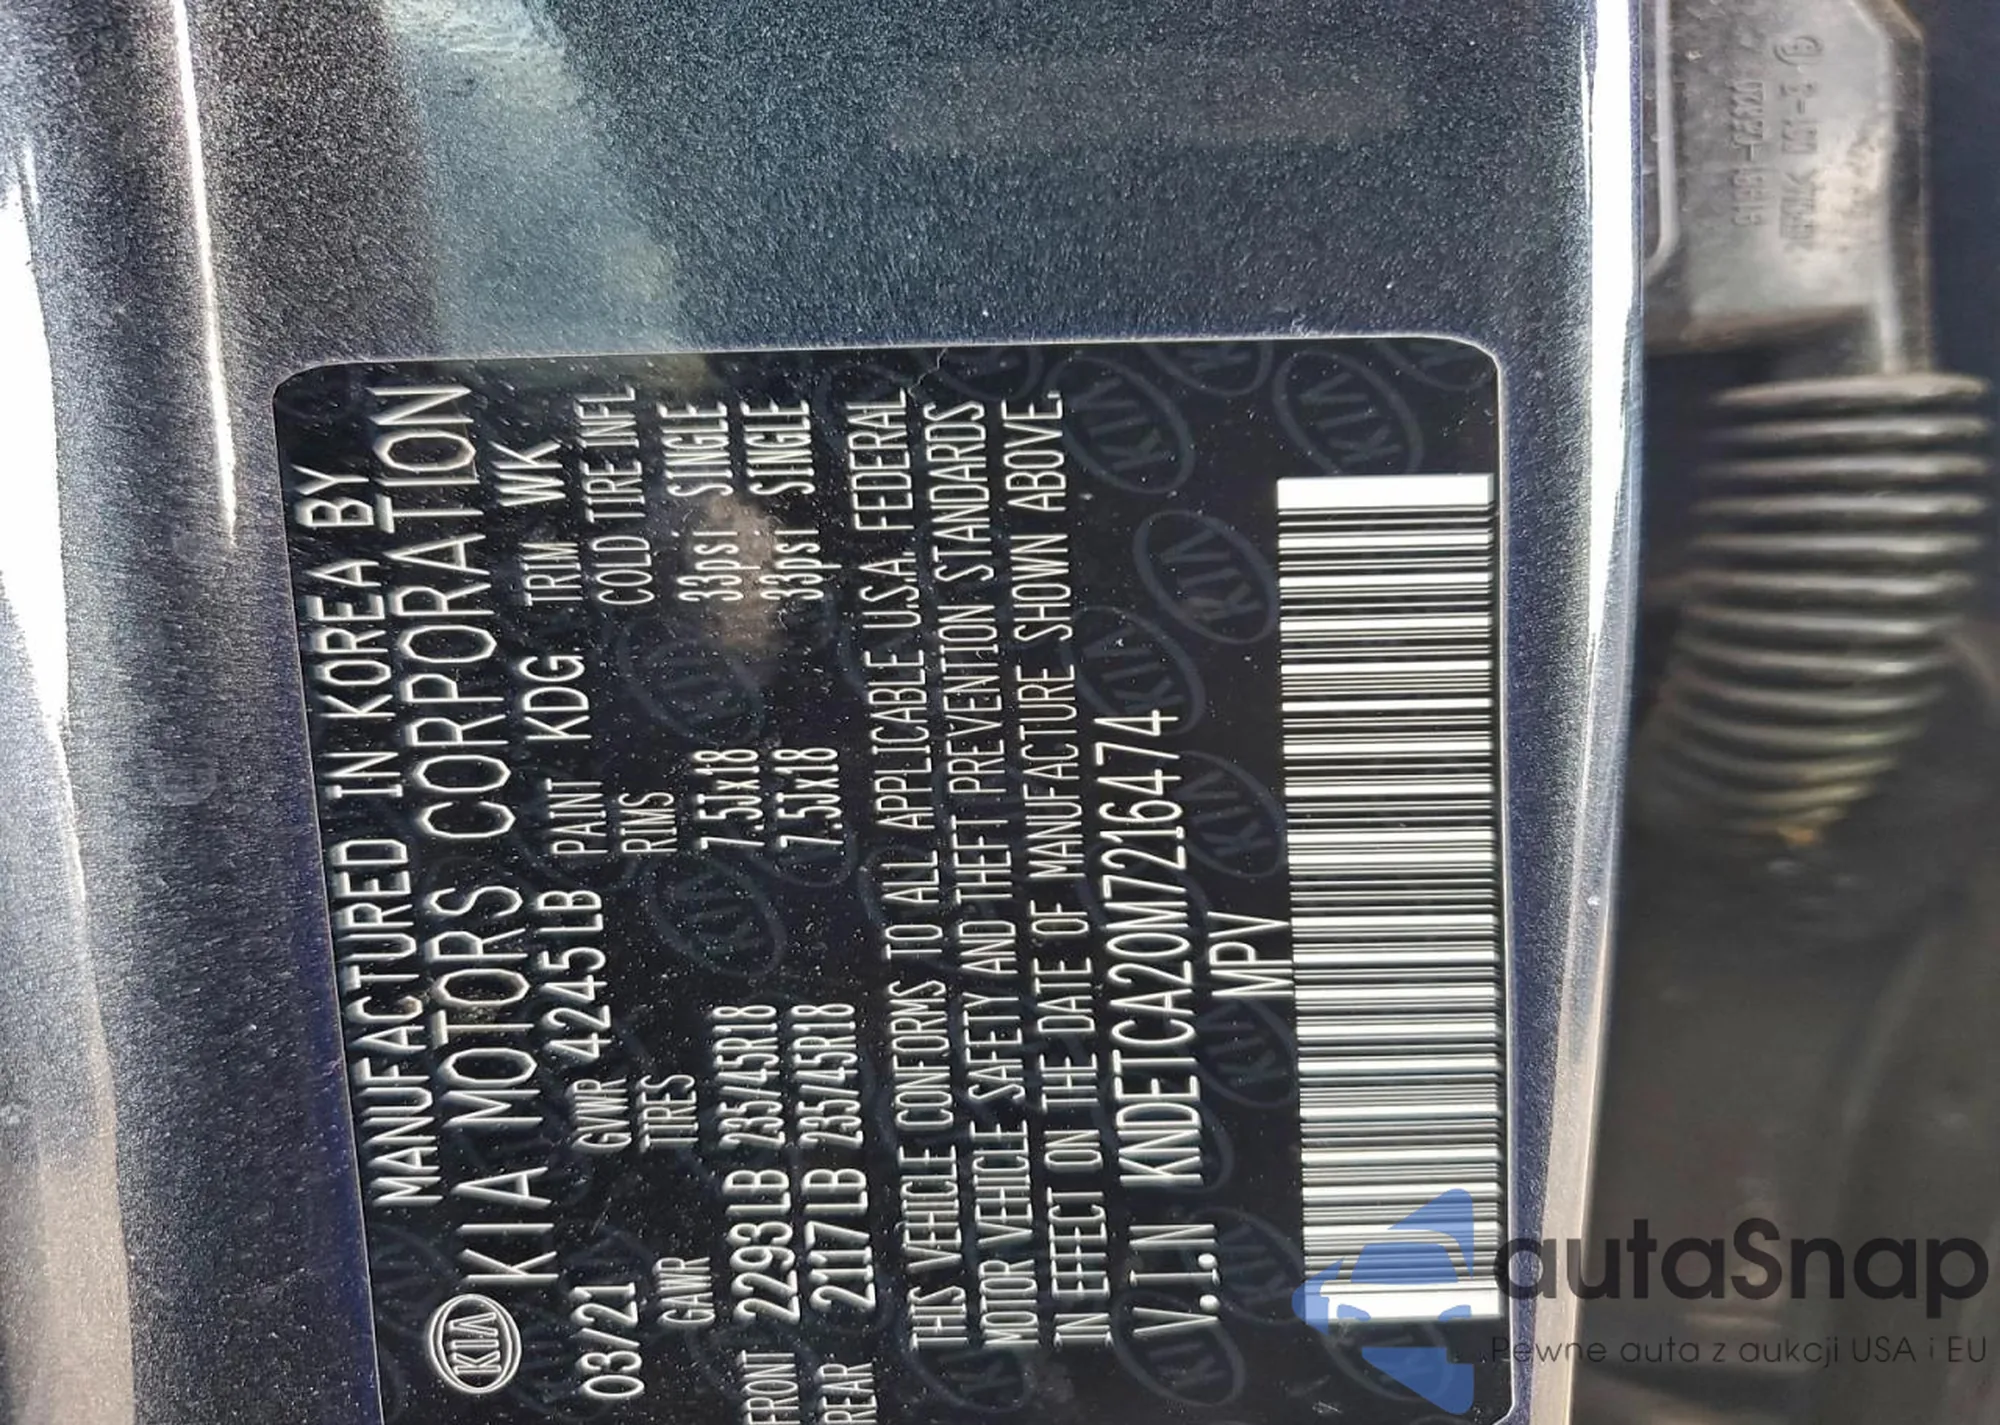 MANUFACTURED IN KOREA BY
KIA KIA MOTORS CORPORATION
03/21 GVWR 4245LB PAINT KDG TRIM WK
GAWR TIRES RIMS COLD TIRE INFL
FRONT 2293LB 235/45R18 7.5Jx18 33psi SINGLE
REAR 2117LB 235/45R18 7.5Jx18 33psi SINGLE
THIS VEHICLE CONFORMS TO ALL APPLICABLE U.S.A. FEDERAL
MOTOR VEHICLE SAFETY AND THEFT PREVENTION STANDARDS
IN EFFECT ON THE DATE OF MANUFACTURE SHOWN ABOVE.
V.I.N KNDETCA20M7216474
MPV
autaSnap
Pewne auta z aukcji USA i EU